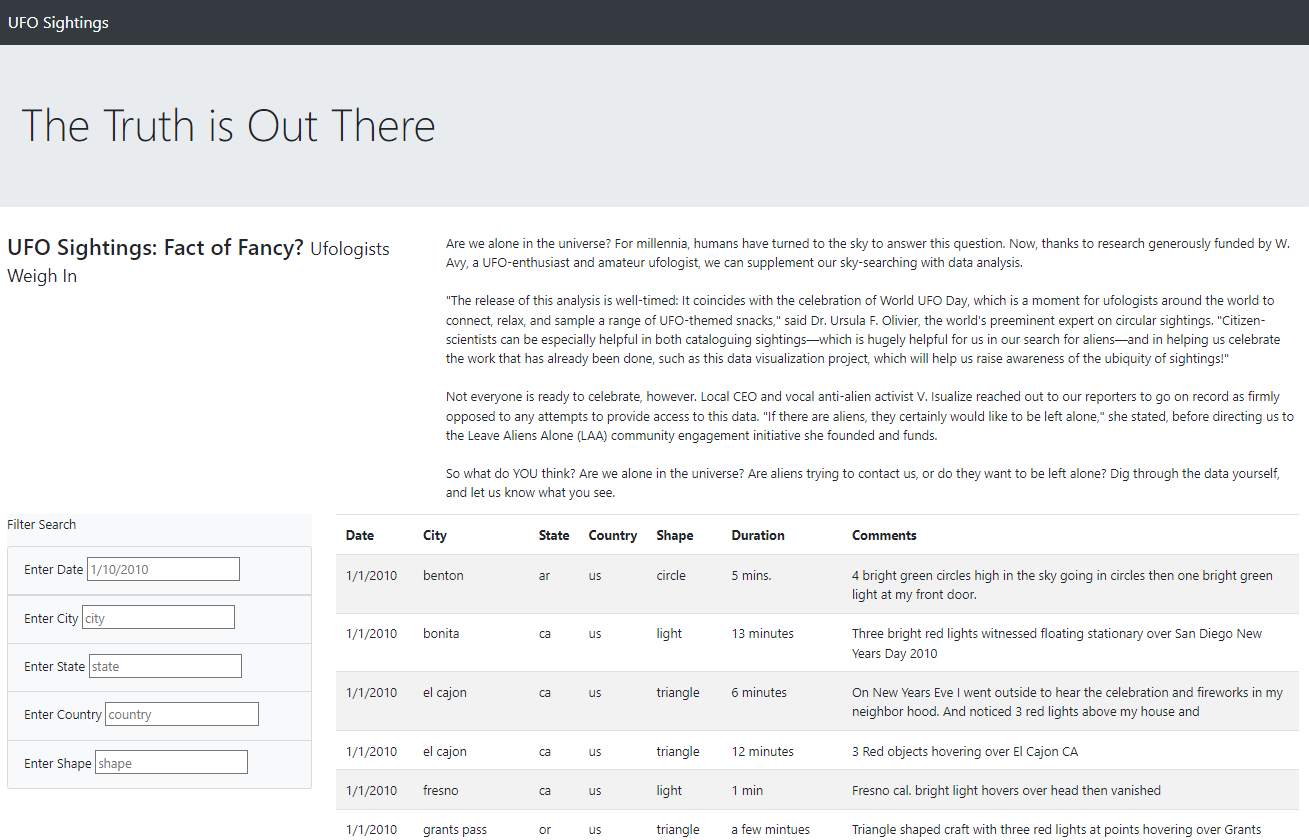 UFO Sightings
The Truth is Out There
UFO Sightings: Fact of Fancy? Ufologists
Weigh In
Are we alone in the universe? For millennia, humans have turned to the sky to answer this question. Now, thanks to research generously funded by W.
Avy, a UFO-enthusiast and amateur ufologist, we can supplement our sky-searching with data analysis.
"The release of this analysis is well-timed: It coincides with the celebration of World UFO Day, which is a moment for ufologists around the world to
connect, relax, and sample a range of UFO-themed snacks," said Dr. Ursula F. Olivier, the world's preeminent expert on circular sightings. "Citizen-
scientists can be especially helpful in both cataloguing sightings—which is hugely helpful for us in our search for aliens—and in helping us celebrate
the work that has already been done, such as this data visualization project, which will help us raise awareness of the ubiquity of sightings!"
Not everyone is ready to celebrate, however. Local CEO and vocal anti-alien activist V. Isualize reached out to our reporters to go on record as firmly
opposed to any attempts to provide access to this data. "If there are aliens, they certainly would like to be left alone," she stated, before directing us to
the Leave Aliens Alone (LAA) community engagement initiative she founded and funds.
So what do YOU think? Are we alone in the universe? Are aliens trying to contact us, or do they want to be left alone? Dig through the data yourself,
and let us know what you see.
Filter Search
Enter Date 1/10/2010
Enter City city
Enter State state
Enter Country country
Enter Shape shape
Date City State Country Shape Duration Comments
1/1/2010 benton ar us circle 5 mins. 4 bright green circles high in the sky going in circles then one bright green
light at my front door.
1/1/2010 bonita ca us light 13 minutes Three bright red lights witnessed floating stationary over San Diego New
Years Day 2010
1/1/2010 el cajon ca us triangle 6 minutes On New Years Eve I went outside to hear the celebration and fireworks in my
neighbor hood. And noticed 3 red lights above my house and
1/1/2010 el cajon ca us triangle 12 minutes 3 Red objects hovering over El Cajon CA
1/1/2010 fresno ca us light 1 min Fresno cal. bright light hovers over head then vanished
1/1/2010 grants pass or us triangle a few mintues Triangle shaped craft with three red lights at points hovering over Grants